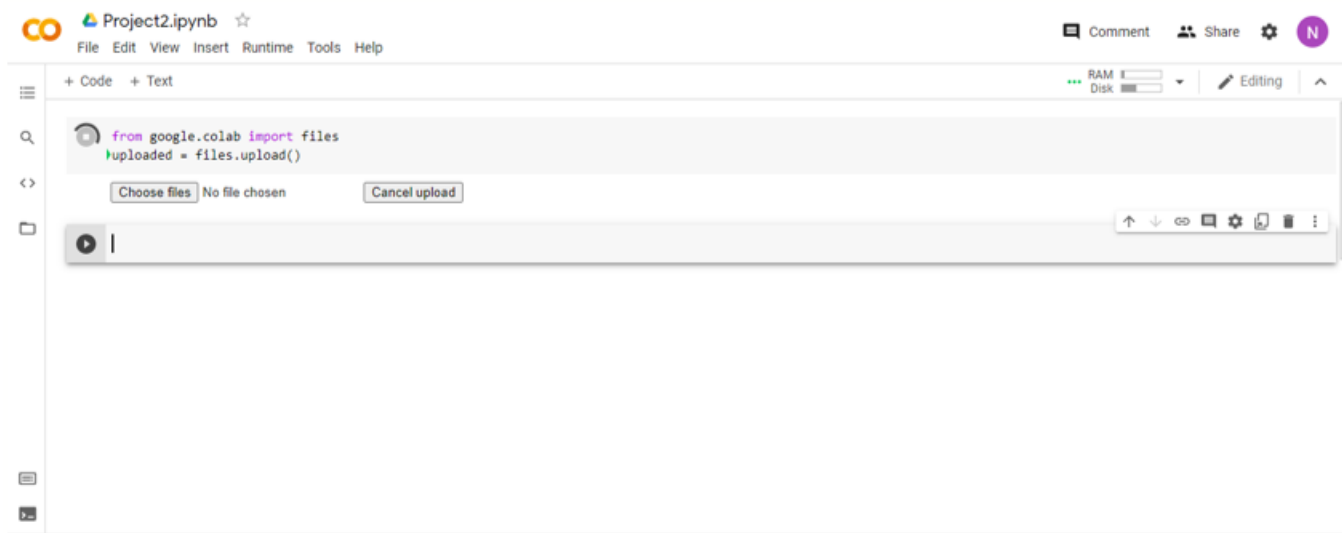 CO Project2.ipynb
File Edit View Insert Runtime Tools Help
Comment Share N
+ Code + Text
RAM
Disk
Editing
from google.colab import files
uploaded = files.upload()
Choose files No file chosen Cancel upload